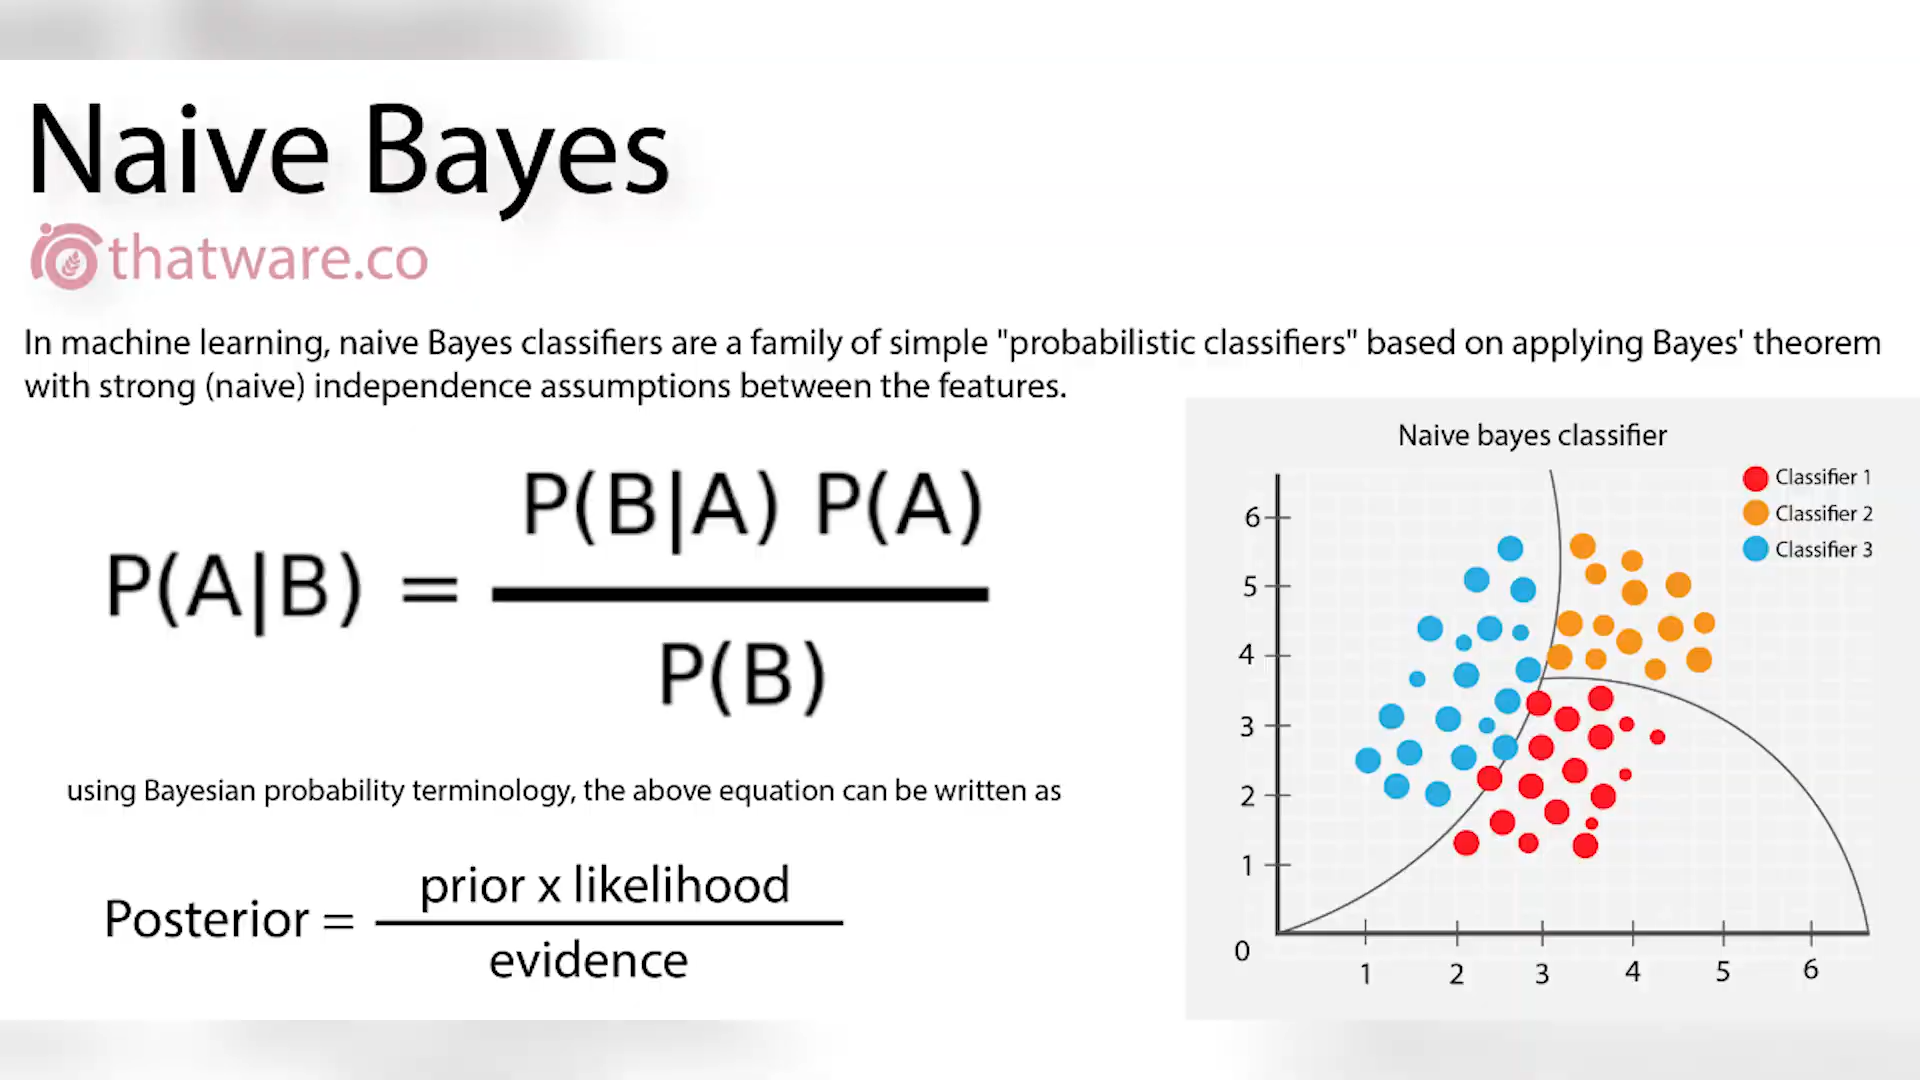 Naive Bayes
thatware.co
In machine learning, naive Bayes classifiers are a family of simple "probabilistic classifiers" based on applying Bayes' theorem
with strong (naive) independence assumptions between the features.
P(A|B) = P(B|A) P(A)
P(B)
using Bayesian probability terminology, the above equation can be written as
Posterior = prior x likelihood
evidence
Naive bayes classifier
Classifier 1
Classifier 2
Classifier 3
6
5
4
3
2
1
0
1 2 3 4 5 6